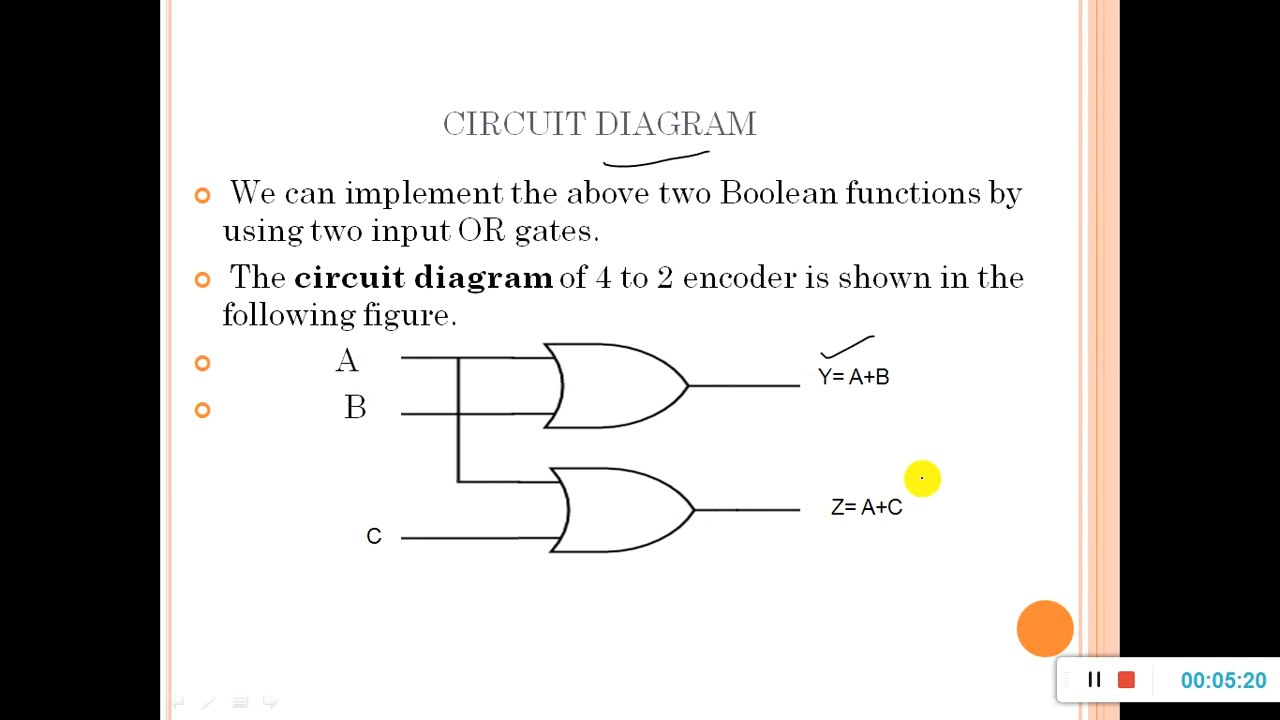 CIRCUIT DIAGRAM
We can implement the above two Boolean functions by
using two input OR gates.
The circuit diagram of 4 to 2 encoder is shown in the
following figure.
A
Y= A+B
B
Z= A+C
C
00:05:20